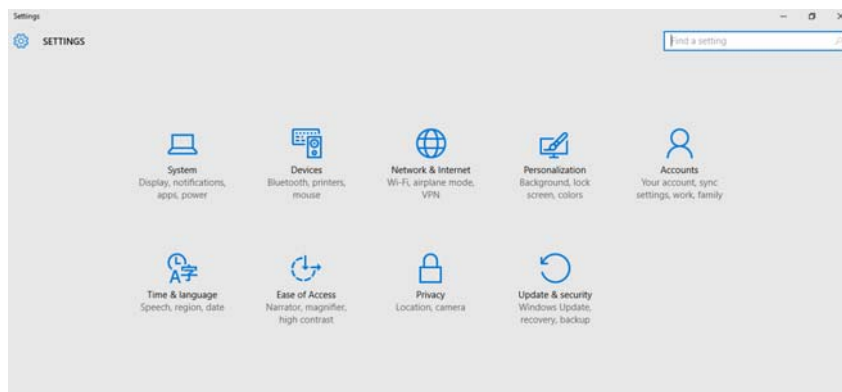 Settings
SETTINGS
Find a setting
System
Display, notifications,
apps, power
Devices
Bluetooth, printers,
mouse
Network & Internet
Wi-Fi, airplane mode,
VPN
Personalization
Background, lock
screen, colors
Accounts
Your account, sync
settings, work, family
A字
Time & language
Speech, region, date
Ease of Access
Narrator, magnifier,
high contrast
Privacy
Location, camera
Update & security
Windows Update,
recovery, backup